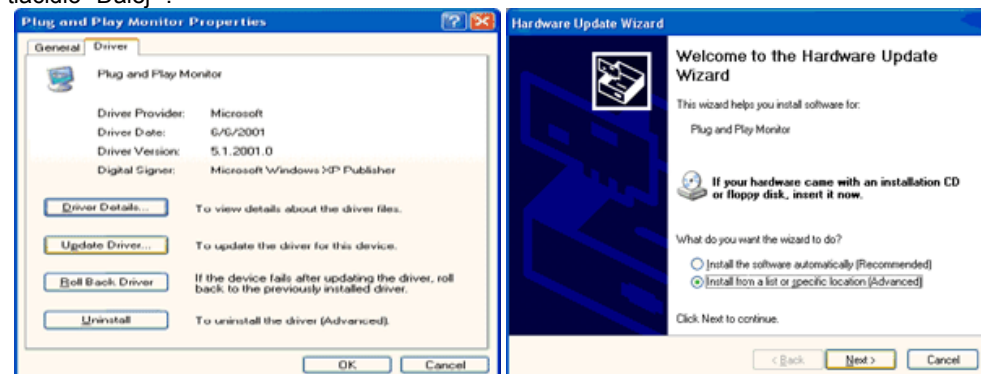 tlačidlo "Ďalej".
Plug and Play Monitor Properties
General
Driver
Plug and Play Monitor
Driver Provider: Microsoft
Driver Date: 6/6/2001
Driver Version: 5.1.2001.0
Digital Signer: Microsoft Windows XP Publisher
Driver Details...
To view details about the driver files.
Update Driver...
To update the driver for this device.
Roll Back Driver
If the device fails after updating the driver, roll
back to the previously installed driver.
Uninstall
To uninstall the driver (Advanced).
OK
Cancel
Hardware Update Wizard
Welcome to the Hardware Update
Wizard
This wizard helps you install software for:
Plug and Play Monitor
If your hardware came with an installation CD
or floppy disk, insert it now.
What do you want the wizard to do?
Install the software automatically (Recommended)
Install from a list or specific location (Advanced)
Click Next to continue.
< Back
Next >
Cancel